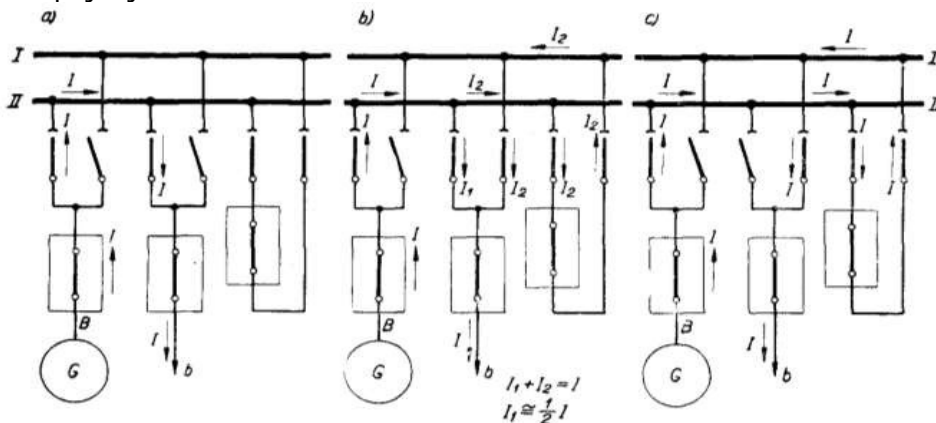 a) b) c)
I I₂ I I
I I I₂ I I
II I
I I I₂ I I
I I₁ I₂ I₂ I I
I I I
B B B
I I I
G b G b G b
I₁ + I₂ = I
I₁ ≅ ½ I